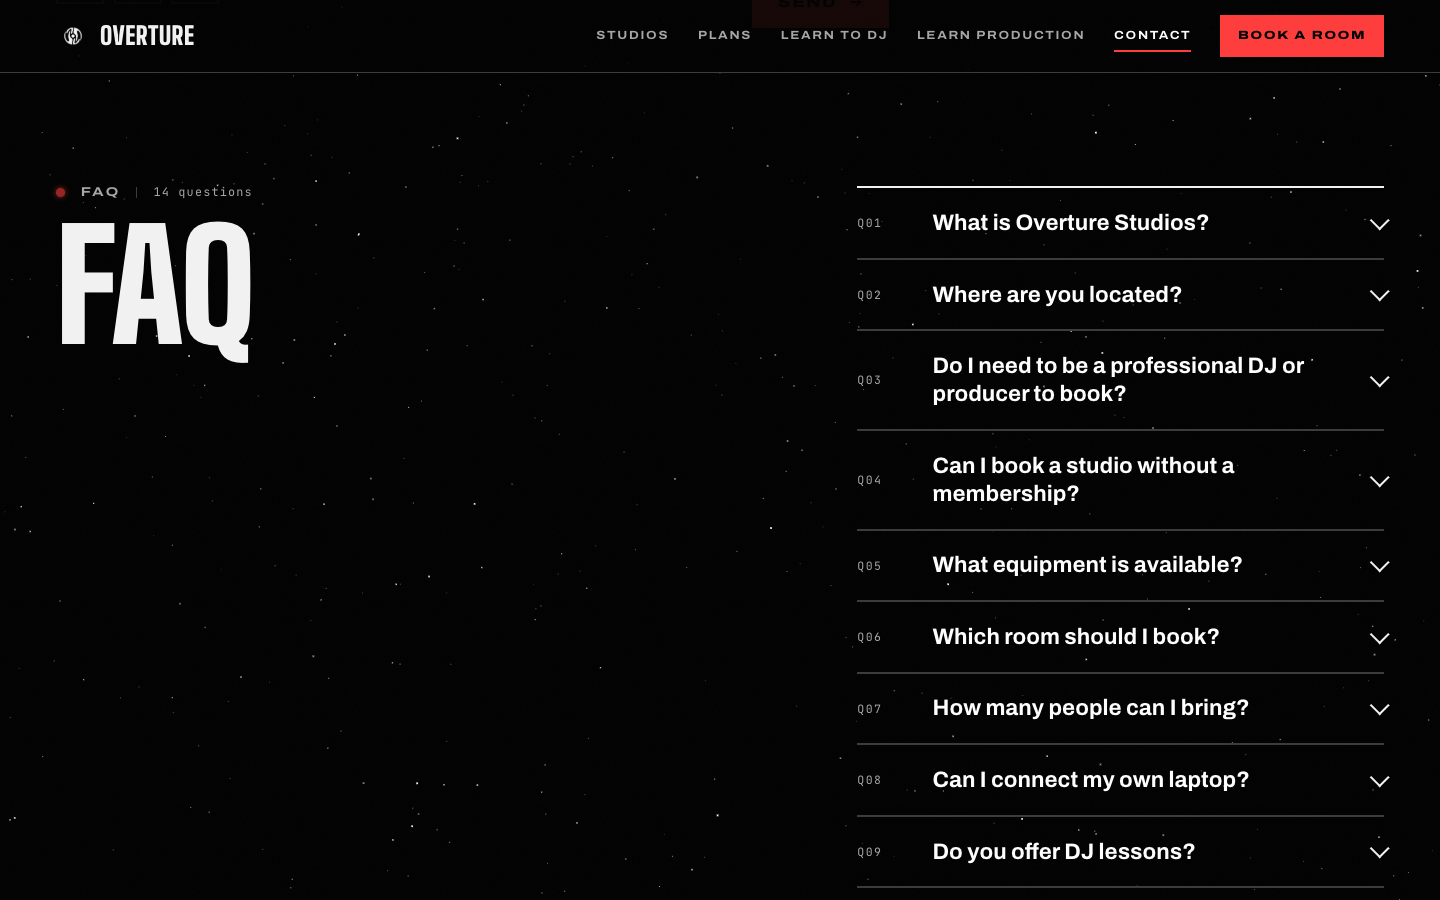 SEND →
OVERTURE
STUDIOS
PLANS
LEARN TO DJ
LEARN PRODUCTION
CONTACT
BOOK A ROOM
FAQ | 14 questions
FAQ
Q01 What is Overture Studios?
Q02 Where are you located?
Q03 Do I need to be a professional DJ or
producer to book?
Q04 Can I book a studio without a
membership?
Q05 What equipment is available?
Q06 Which room should I book?
Q07 How many people can I bring?
Q08 Can I connect my own laptop?
Q09 Do you offer DJ lessons?